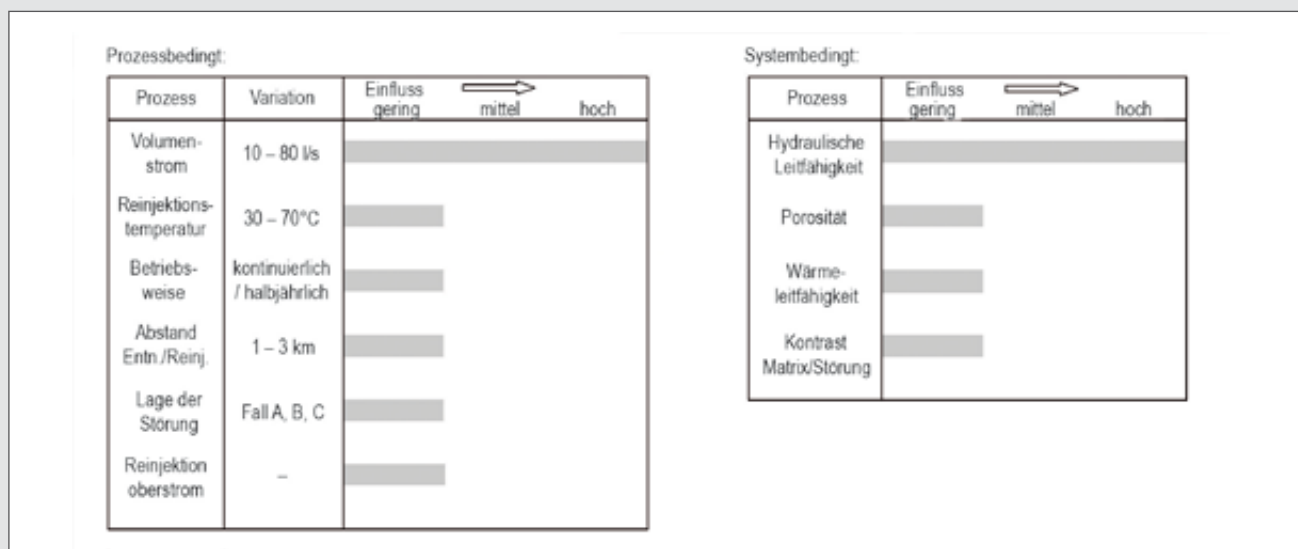 Prozessbedingt:
Prozess Variation Einfluss
gering mittel hoch
Volumen-
strom 10 – 80 l/s
Reinjektions-
temperatur 30 – 70°C
Betriebs-
weise kontinuierlich
/ halbjährlich
Abstand
Entn./Reinj. 1 – 3 km
Lage der
Störung Fall A, B, C
Reinjektion
oberstrom –
Systembedingt:
Prozess Einfluss
gering mittel hoch
Hydraulische
Leitfähigkeit
Porosität
Wärme-
leitfähigkeit
Kontrast
Matrix/Störung